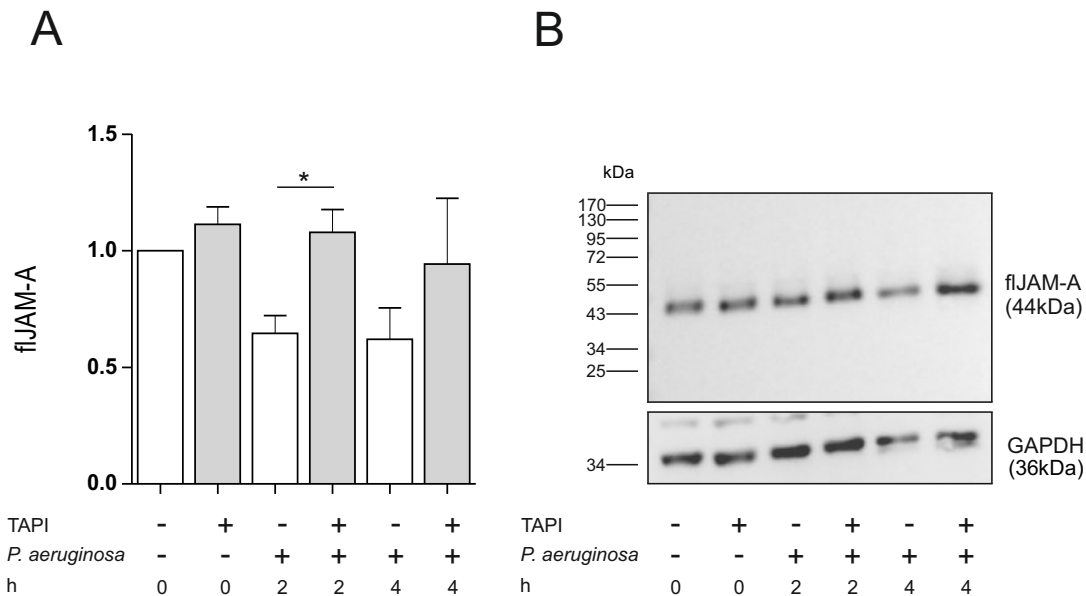 A
B
1.5
1.0
0.5
0.0
flJAM-A
*
TAPI - + - + - +
P. aeruginosa - - + + + +
h 0 0 2 2 4 4
kDa
170
130
95
72
55
43
34
25
flJAM-A
(44kDa)
34
GAPDH
(36kDa)
TAPI - + - + - +
P. aeruginosa - - + + + +
h 0 0 2 2 4 4